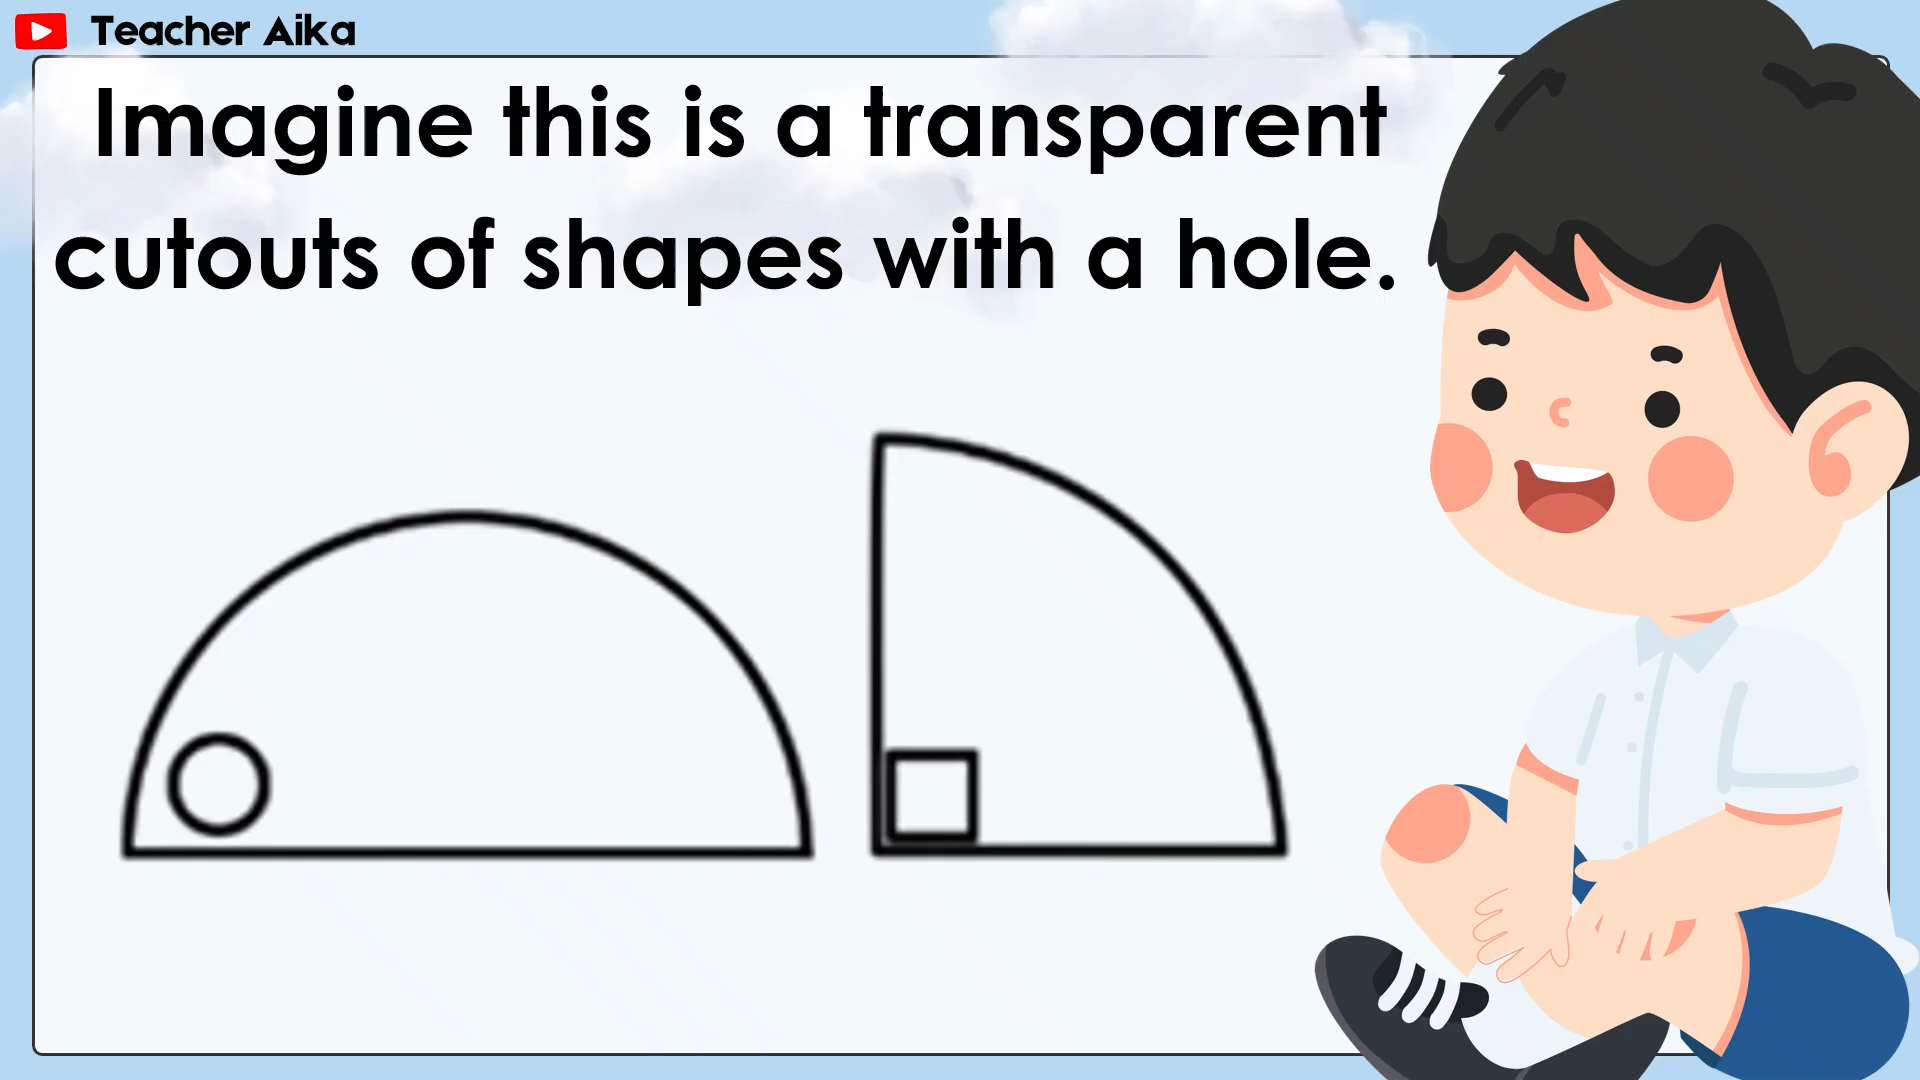 Teacher Aika
Imagine this is a transparent
cutouts of shapes with a hole.